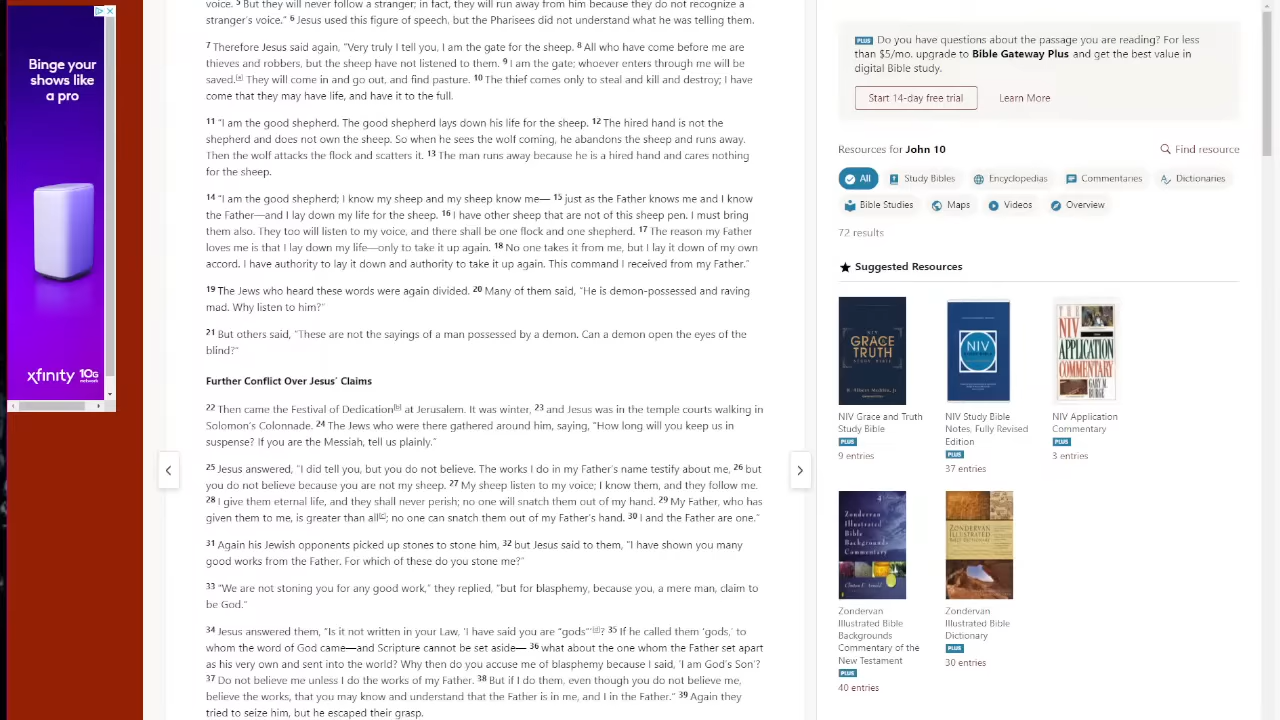 Binge your
shows like
a pro
xfinity 10G
network
voice. 5 But they will never follow a stranger; in fact, they will run away from him because they do not recognize a
stranger's voice." 6 Jesus used this figure of speech, but the Pharisees did not understand what he was telling them.
7 Therefore Jesus said again, "Very truly I tell you, I am the gate for the sheep. 8 All who have come before me are
thieves and robbers, but the sheep have not listened to them. 9 I am the gate; whoever enters through me will be
saved.[a] They will come in and go out, and find pasture. 10 The thief comes only to steal and kill and destroy; I have
come that they may have life, and have it to the full.
11 "I am the good shepherd. The good shepherd lays down his life for the sheep. 12 The hired hand is not the
shepherd and does not own the sheep. So when he sees the wolf coming, he abandons the sheep and runs away.
Then the wolf attacks the flock and scatters it. 13 The man runs away because he is a hired hand and cares nothing
for the sheep.
14 "I am the good shepherd; I know my sheep and my sheep know me— 15 just as the Father knows me and I know
the Father—and I lay down my life for the sheep. 16 I have other sheep that are not of this sheep pen. I must bring
them also. They too will listen to my voice, and there shall be one flock and one shepherd. 17 The reason my Father
loves me is that I lay down my life—only to take it up again. 18 No one takes it from me, but I lay it down of my own
accord. I have authority to lay it down and authority to take it up again. This command I received from my Father."
19 The Jews who heard these words were again divided. 20 Many of them said, "He is demon-possessed and raving
mad. Why listen to him?"
21 But others said, "These are not the sayings of a man possessed by a demon. Can a demon open the eyes of the
blind?"
Further Conflict Over Jesus' Claims
22 Then came the Festival of Dedication[b] at Jerusalem. It was winter, 23 and Jesus was in the temple courts walking in
Solomon's Colonnade. 24 The Jews who were there gathered around him, saying, "How long will you keep us in
suspense? If you are the Messiah, tell us plainly."
25 Jesus answered, "I did tell you, but you do not believe. The works I do in my Father's name testify about me, 26 but
you do not believe because you are not my sheep. 27 My sheep listen to my voice; I know them, and they follow me.
28 I give them eternal life, and they shall never perish; no one will snatch them out of my hand. 29 My Father, who has
given them to me, is greater than all[c]; no one can snatch them out of my Father's hand. 30 I and the Father are one."
31 Again his Jewish opponents picked up stones to stone him, 32 but Jesus said to them, "I have shown you many
good works from the Father. For which of these do you stone me?"
33 "We are not stoning you for any good work," they replied, "but for blasphemy, because you, a mere man, claim to
be God."
34 Jesus answered them, "Is it not written in your Law, 'I have said you are "gods"'[d]? 35 If he called them 'gods,' to
whom the word of God came—and Scripture cannot be set aside— 36 what about the one whom the Father set apart
as his very own and sent into the world? Why then do you accuse me of blasphemy because I said, 'I am God's Son'?
37 Do not believe me unless I do the works of my Father. 38 But if I do them, even though you do not believe me,
believe the works, that you may know and understand that the Father is in me, and I in the Father." 39 Again they
tried to seize him, but he escaped their grasp.
PLUS Do you have questions about the passage you are reading? For less
than $5/mo. upgrade to Bible Gateway Plus and get the best value in
digital Bible study.
Start 14-day free trial Learn More
Resources for John 10 Find resource
All Study Bibles Encyclopedias Commentaries Dictionaries
Bible Studies Maps Videos Overview
72 results
Suggested Resources
NIV
GRACE
TRUTH
STUDY BIBLE
NIV
THE
NIV
APPLICATION
COMMENTARY
GARY M.
BURGE
NIV Grace and Truth
Study Bible
PLUS
9 entries
NIV Study Bible
Notes, Fully Revised
Edition
PLUS
37 entries
NIV Application
Commentary
PLUS
3 entries
Zondervan
Illustrated
Bible
Backgrounds
Commentary
ZONDERVAN
ILLUSTRATED
BIBLE DICTIONARY
Zondervan
Illustrated Bible
Backgrounds
Commentary of the
New Testament
PLUS
40 entries
Zondervan
Illustrated Bible
Dictionary
PLUS
30 entries